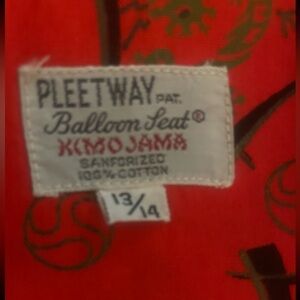 PLEETWAY PAT.
Balloon Seat®
KIMOJAMA
SANFORIZED
100% COTTON
13/14